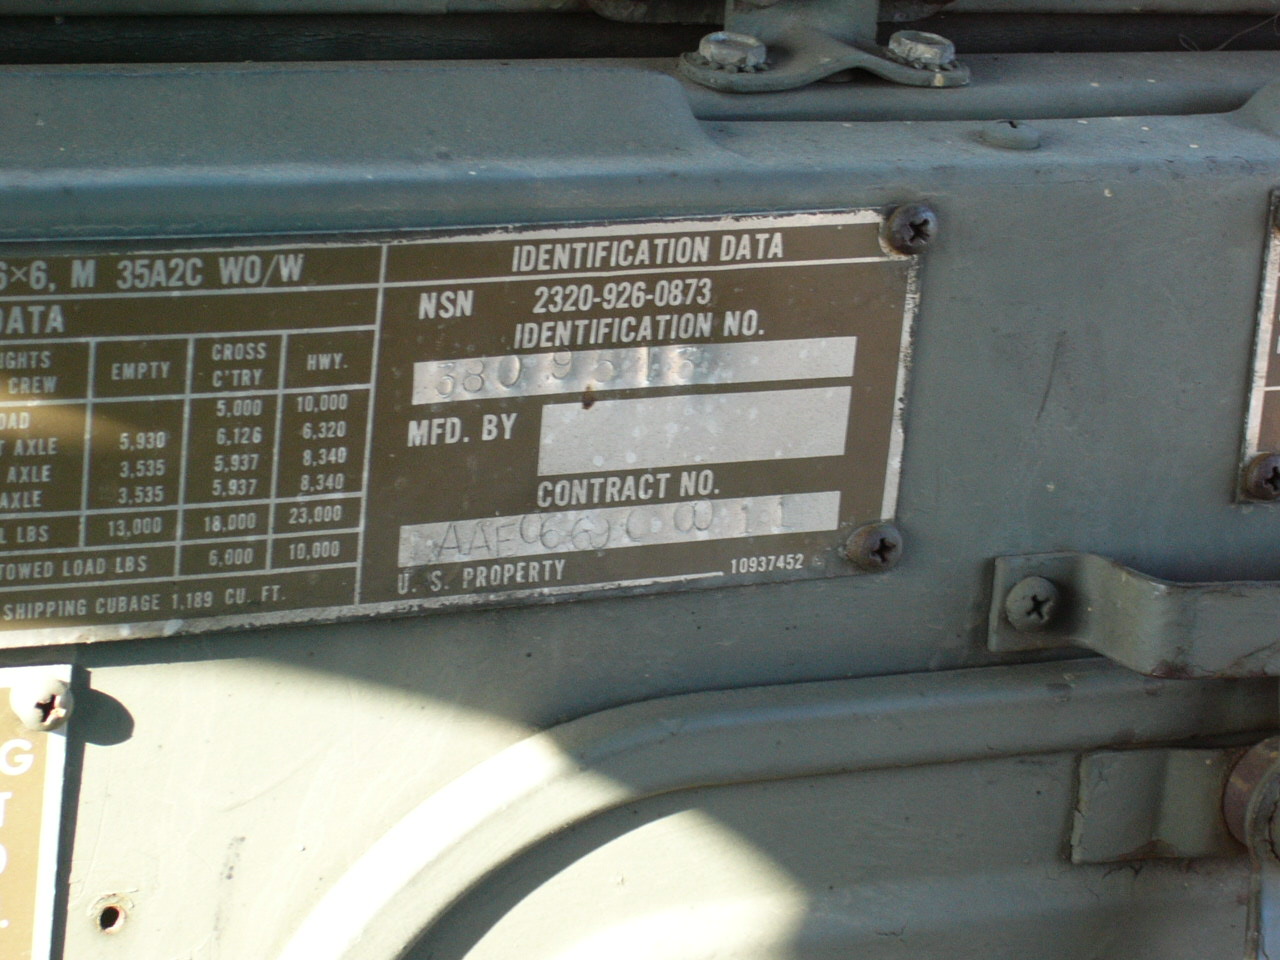 6×6, M 35A2C WO/W
DATA
IGHTS
CREW
EMPTY
CROSS
C'TRY
HWY.
OAD 5,000 10,000
T AXLE 5,930 6,126 6,320
AXLE 3,535 5,937 8,340
AXLE 3,535 5,937 8,340
L LBS 13,000 18,000 23,000
TOWED LOAD LBS 6,000 10,000
SHIPPING CUBAGE 1,189 CU. FT.
IDENTIFICATION DATA
NSN 2320-926-0873
IDENTIFICATION NO.
MFD. BY
CONTRACT NO.
U. S. PROPERTY 10937452
G
T